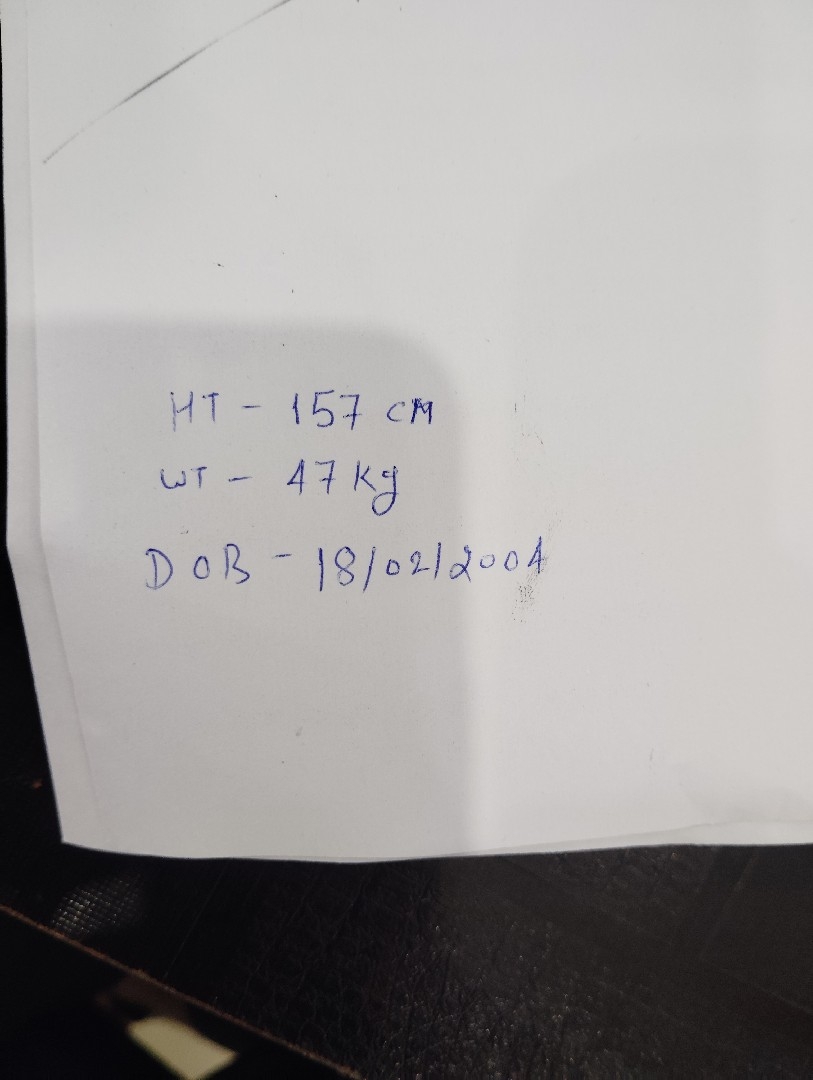 HT - 157 CM
WT - 47 kg
DOB - 18/02/2004